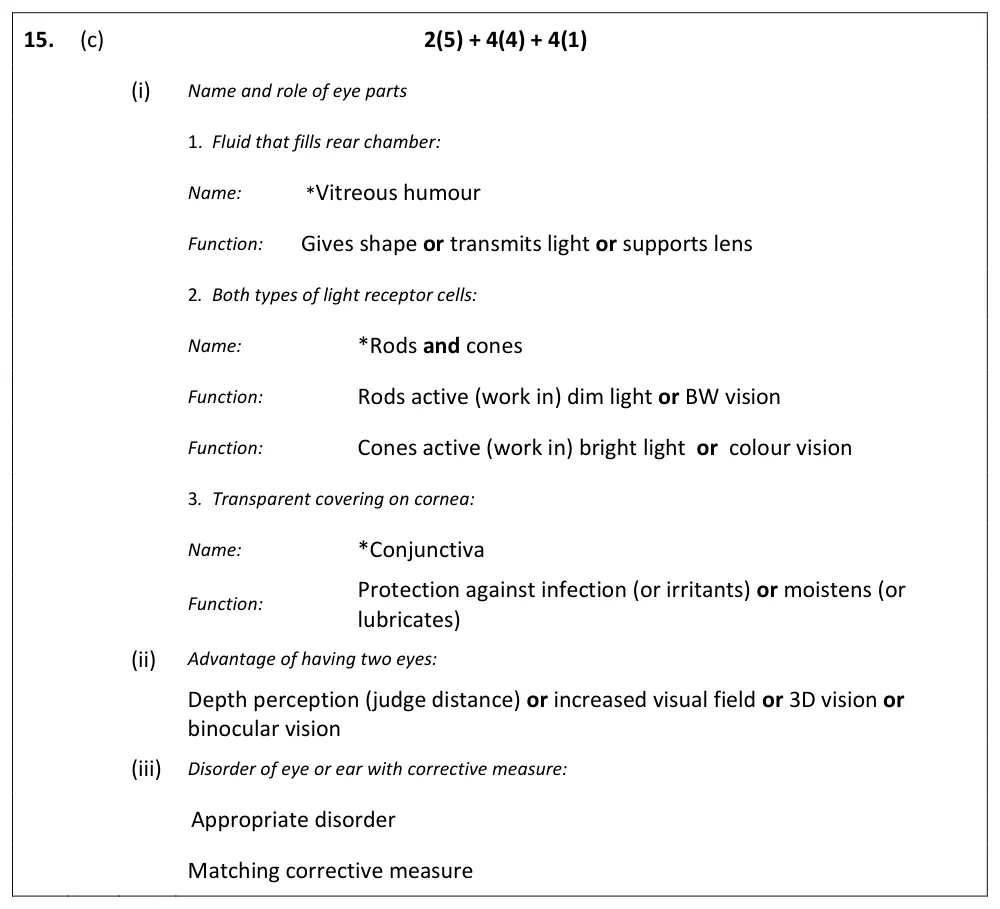 15. (c) 2(5) + 4(4) + 4(1)
(i) Name and role of eye parts
1. Fluid that fills rear chamber:
Name: *Vitreous humour
Function: Gives shape or transmits light or supports lens
2. Both types of light receptor cells:
Name: *Rods and cones
Function: Rods active (work in) dim light or BW vision
Function: Cones active (work in) bright light or colour vision
3. Transparent covering on cornea:
Name: *Conjunctiva
Function: Protection against infection (or irritants) or moistens (or
lubricates)
(ii) Advantage of having two eyes:
Depth perception (judge distance) or increased visual field or 3D vision or
binocular vision
(iii) Disorder of eye or ear with corrective measure:
Appropriate disorder
Matching corrective measure